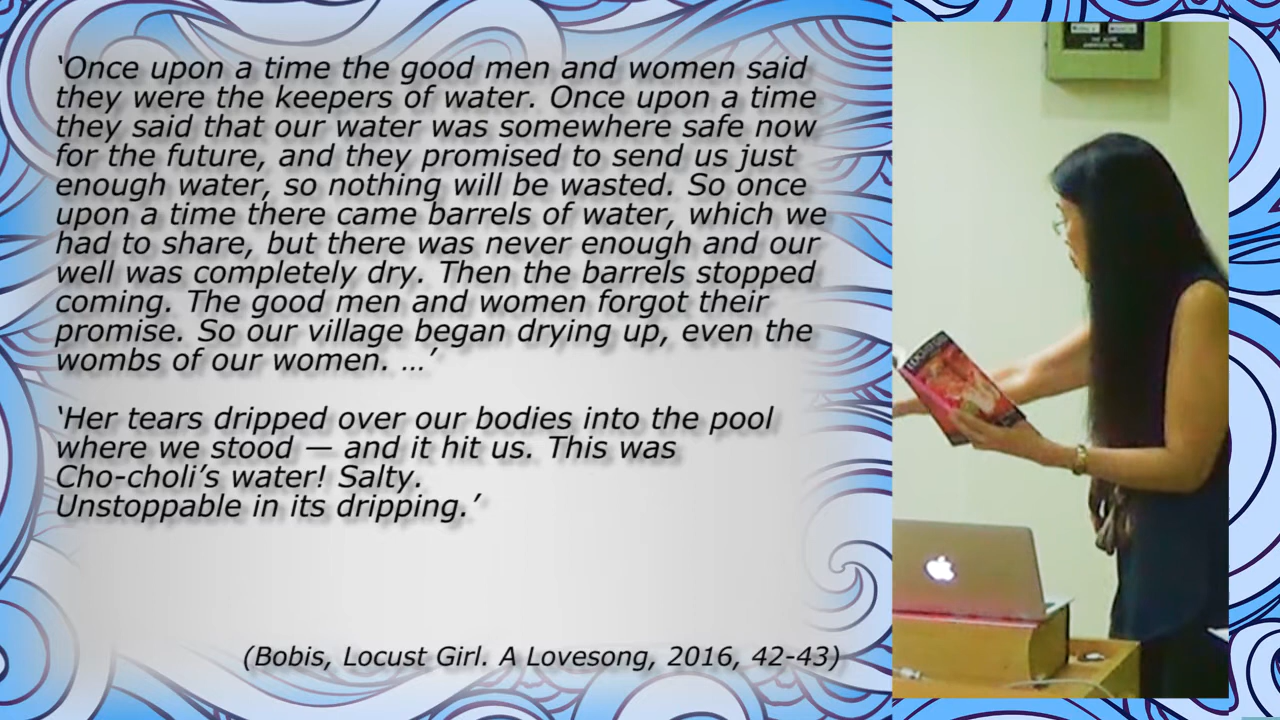 ‘Once upon a time the good men and women said
they were the keepers of water. Once upon a time
they said that our water was somewhere safe now
for the future, and they promised to send us just
enough water, so nothing will be wasted. So once
upon a time there came barrels of water, which we
had to share, but there was never enough and our
well was completely dry. Then the barrels stopped
coming. The good men and women forgot their
promise. So our village began drying up, even the
wombs of our women. …’
‘Her tears dripped over our bodies into the pool
where we stood — and it hit us. This was
Cho-choli’s water! Salty.
Unstoppable in its dripping.’
(Bobis, Locust Girl. A Lovesong, 2016, 42-43)